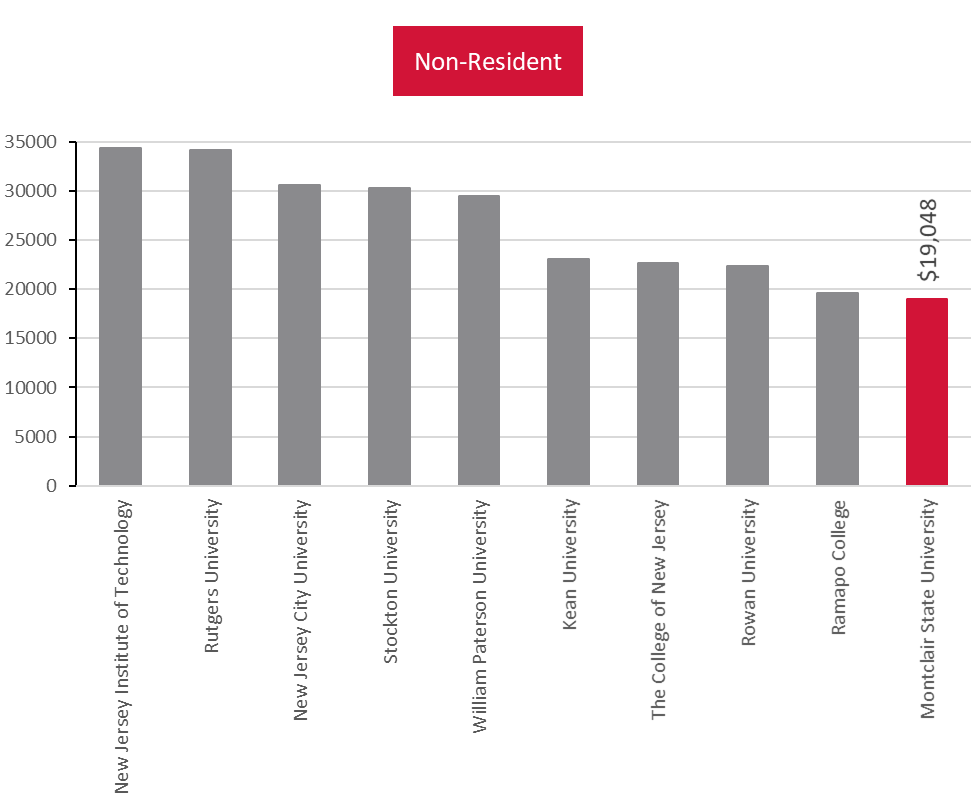 Non-Resident
35000
30000
25000
20000
15000
10000
5000
0
$19,048
New Jersey Institute of Technology
Rutgers University
New Jersey City University
Stockton University
William Paterson University
Kean University
The College of New Jersey
Rowan University
Ramapo College
Montclair State University